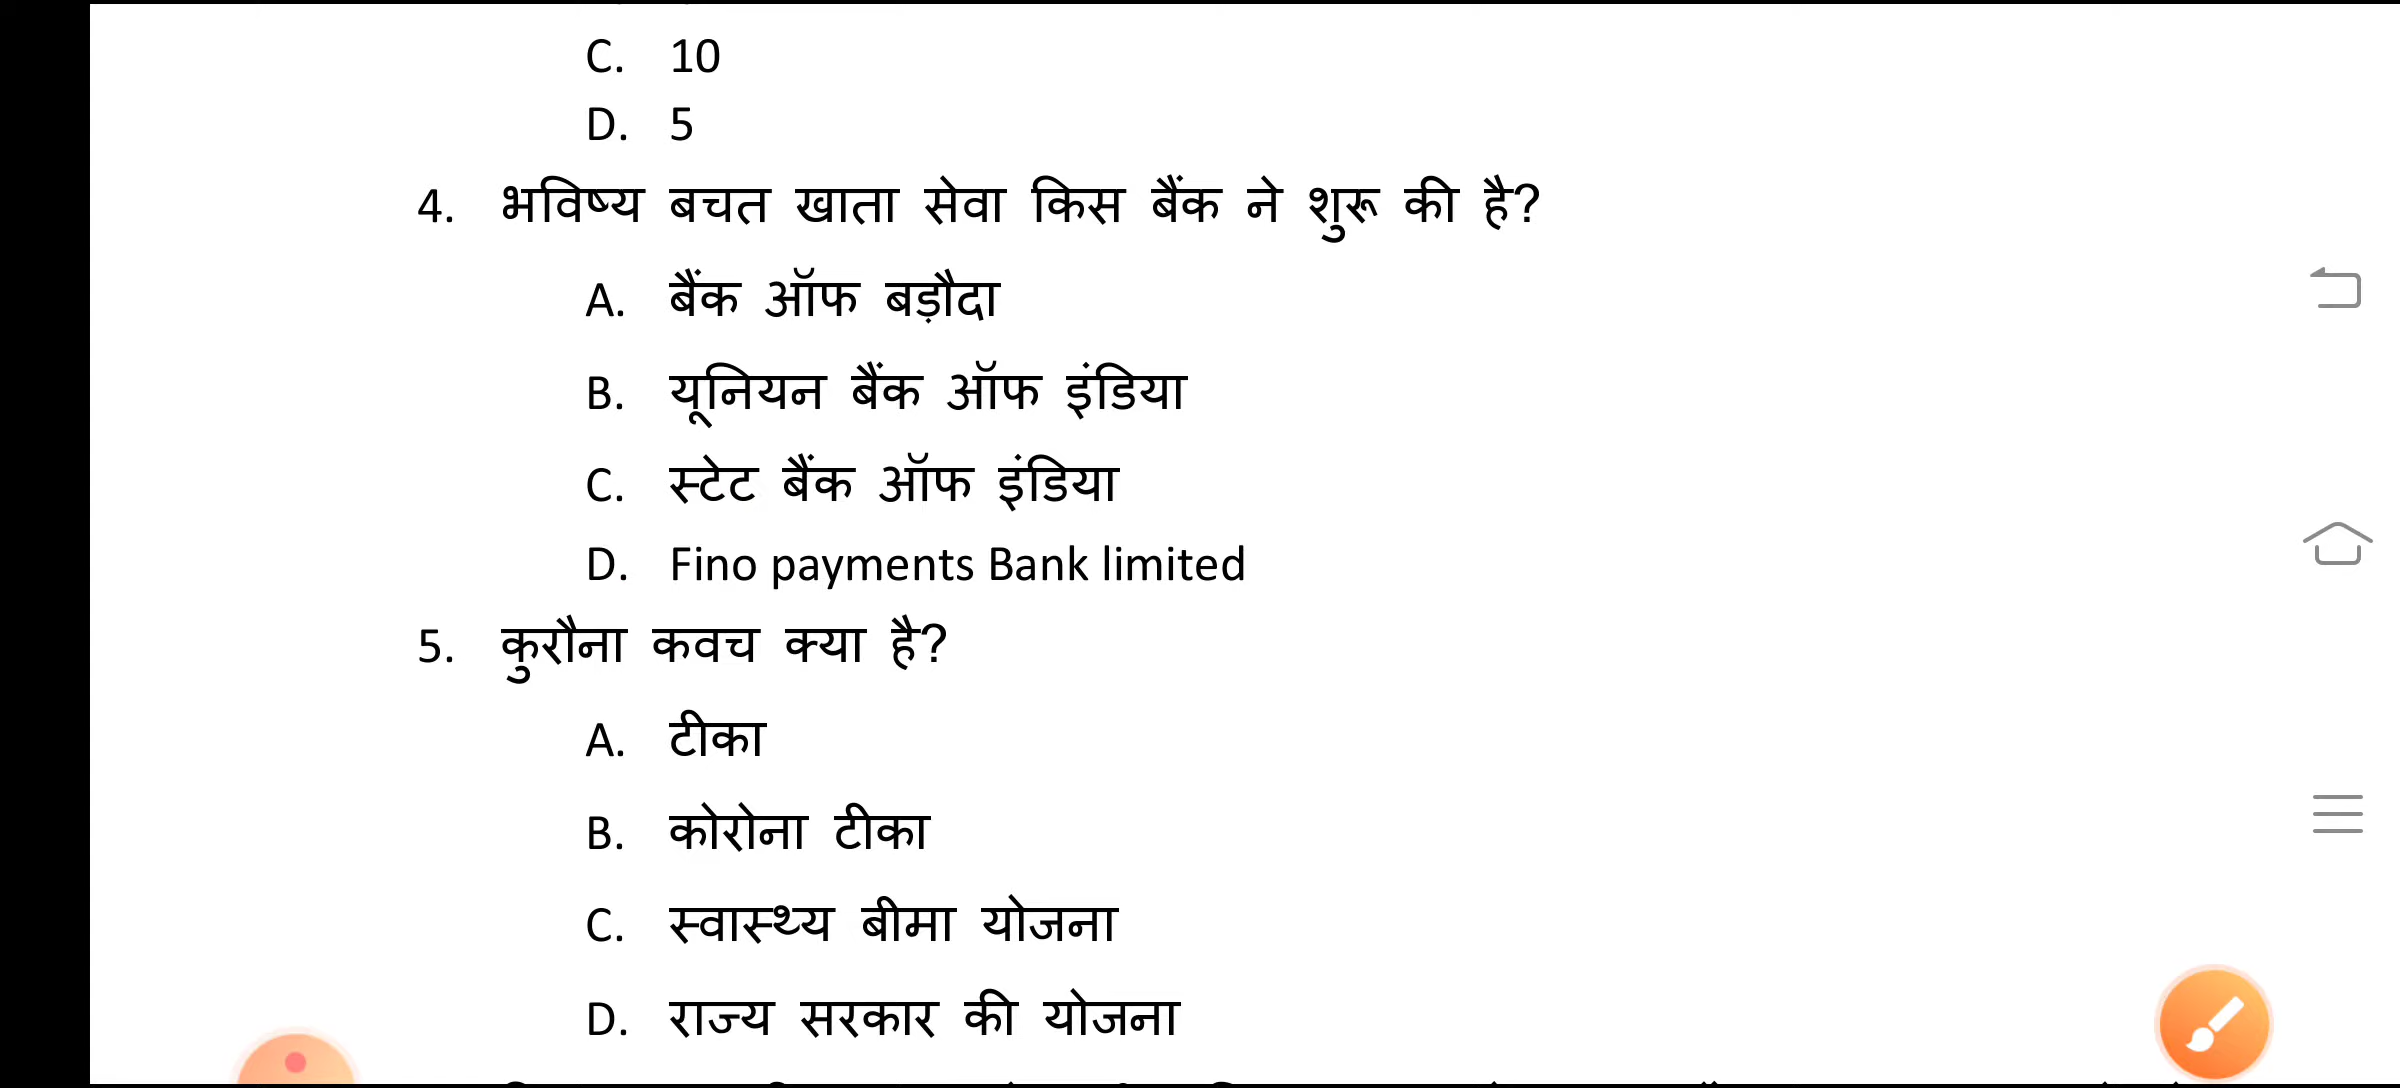 C. 10
D. 5
4. भविष्य बचत खाता सेवा किस बैंक ने शुरू की है?
A. बैंक ऑफ बड़ौदा
B. यूनियन बैंक ऑफ इंडिया
C. स्टेट बैंक ऑफ इंडिया
D. Fino payments Bank limited
5. कुरौना कवच क्या है?
A. टीका
B. कोरोना टीका
C. स्वास्थ्य बीमा योजना
D. राज्य सरकार की योजना